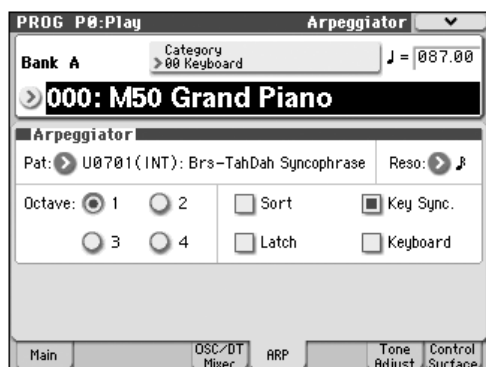 PROG P0:Play Arpeggiator
Bank A Category 00 Keyboard ♩ = 087.00
000: M50 Grand Piano
Arpeggiator
Pat: U0701(INT): Brs-TahDah Syncophrase Reso: ♪
Octave: 1 2 Sort Key Sync.
3 4 Latch Keyboard
Main OSC/DT Mixer ARP Tone Adjust Control Surface